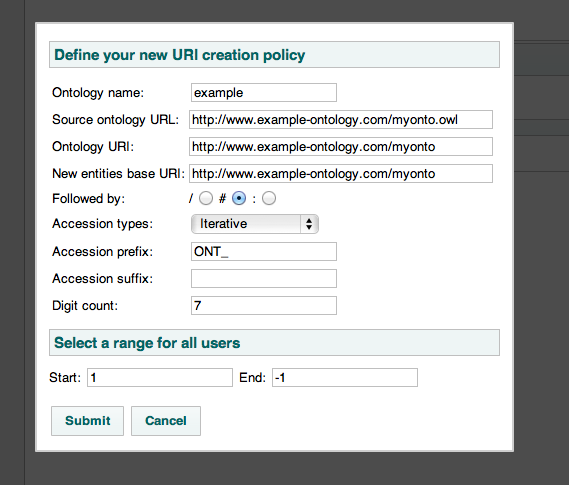 Define your new URI creation policy
Ontology name: example
Source ontology URL: http://www.example-ontology.com/myonto.owl
Ontology URI: http://www.example-ontology.com/myonto
New entities base URI: http://www.example-ontology.com/myonto
Followed by: / # :
Accession types: Iterative
Accession prefix: ONT_
Accession suffix:
Digit count: 7
Select a range for all users
Start: 1 End: -1
Submit Cancel